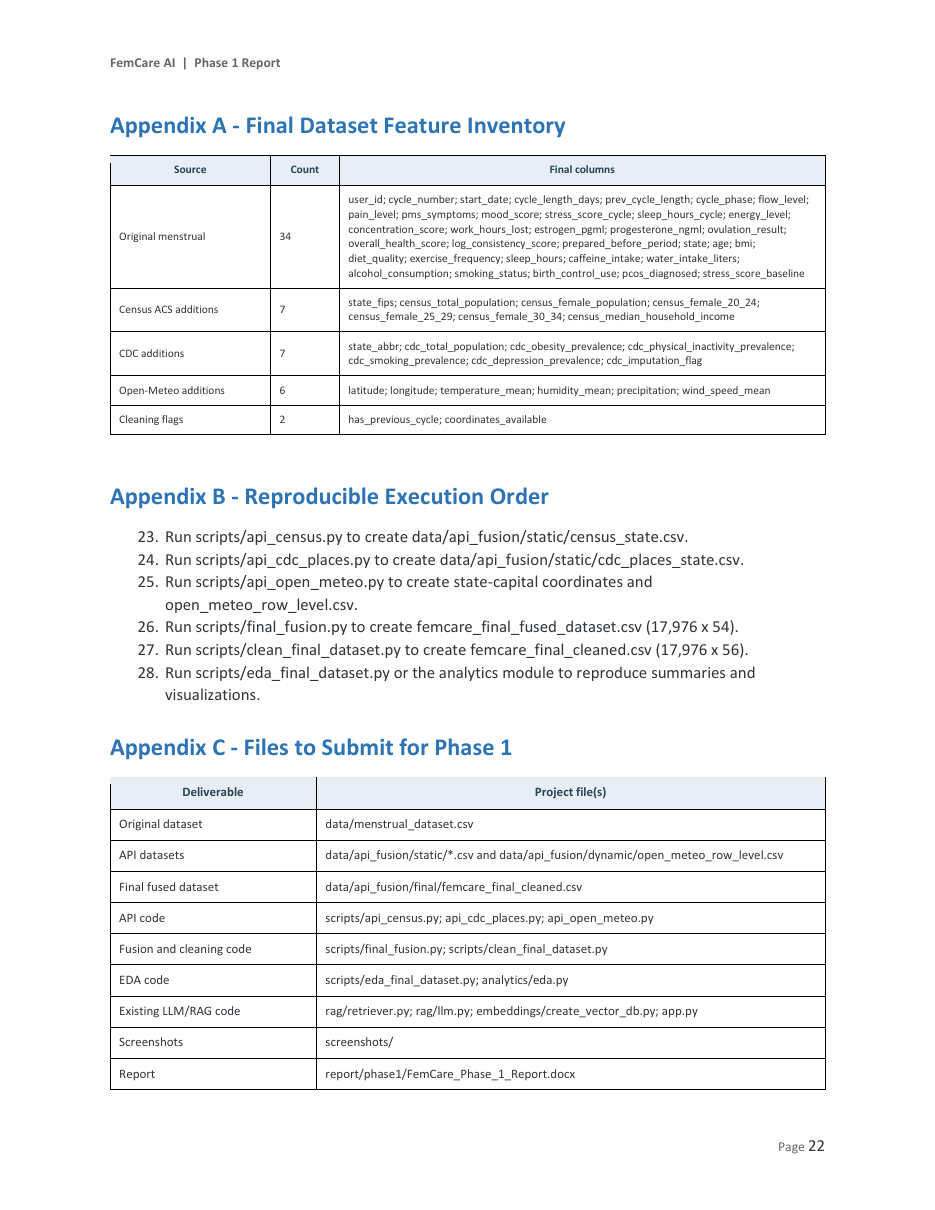 FemCare AI | Phase 1 Report
Appendix A - Final Dataset Feature Inventory
Source Count Final columns
Original menstrual 34
user_id; cycle_number; start_date; cycle_length_days; prev_cycle_length; cycle_phase; flow_level;
pain_level; pms_symptoms; mood_score; stress_score_cycle; sleep_hours_cycle; energy_level;
concentration_score; work_hours_lost; estrogen_pgml; progesterone_ngml; ovulation_result;
overall_health_score; log_consistency_score; prepared_before_period; state; age; bmi;
diet_quality; exercise_frequency; sleep_hours; caffeine_intake; water_intake_liters;
alcohol_consumption; smoking_status; birth_control_use; pcos_diagnosed; stress_score_baseline
Census ACS additions 7
state_fips; census_total_population; census_female_population; census_female_20_24;
census_female_25_29; census_female_30_34; census_median_household_income
CDC additions 7
state_abbr; cdc_total_population; cdc_obesity_prevalence; cdc_physical_inactivity_prevalence;
cdc_smoking_prevalence; cdc_depression_prevalence; cdc_imputation_flag
Open-Meteo additions 6 latitude; longitude; temperature_mean; humidity_mean; precipitation; wind_speed_mean
Cleaning flags 2 has_previous_cycle; coordinates_available
Appendix B - Reproducible Execution Order
23. Run scripts/api_census.py to create data/api_fusion/static/census_state.csv.
24. Run scripts/api_cdc_places.py to create data/api_fusion/static/cdc_places_state.csv.
25. Run scripts/api_open_meteo.py to create state-capital coordinates and
open_meteo_row_level.csv.
26. Run scripts/final_fusion.py to create femcare_final_fused_dataset.csv (17,976 x 54).
27. Run scripts/clean_final_dataset.py to create femcare_final_cleaned.csv (17,976 x 56).
28. Run scripts/eda_final_dataset.py or the analytics module to reproduce summaries and
visualizations.
Appendix C - Files to Submit for Phase 1
Deliverable Project file(s)
Original dataset data/menstrual_dataset.csv
API datasets data/api_fusion/static/*.csv and data/api_fusion/dynamic/open_meteo_row_level.csv
Final fused dataset data/api_fusion/final/femcare_final_cleaned.csv
API code scripts/api_census.py; api_cdc_places.py; api_open_meteo.py
Fusion and cleaning code scripts/final_fusion.py; scripts/clean_final_dataset.py
EDA code scripts/eda_final_dataset.py; analytics/eda.py
Existing LLM/RAG code rag/retriever.py; rag/llm.py; embeddings/create_vector_db.py; app.py
Screenshots screenshots/
Report report/phase1/FemCare_Phase_1_Report.docx
Page 22